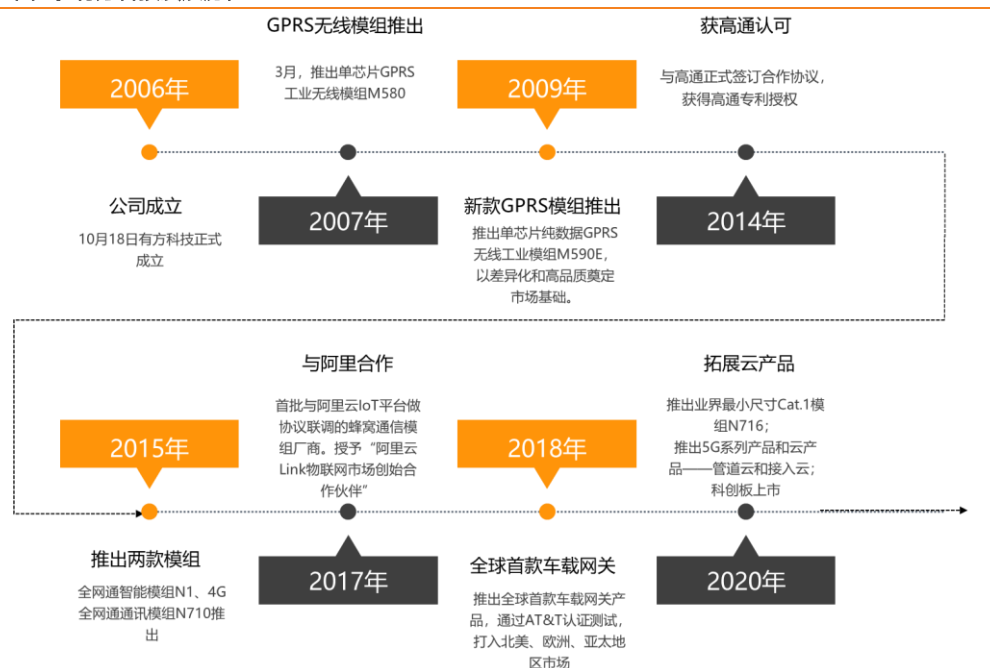 GPRS无线模组推出
获高通认可
2006年
3月，推出单芯片GPRS
工业无线模组M580
2009年
与高通正式签订合作协议，
获得高通专利授权
公司成立
10月18日有方科技正式
成立
2007年
新款GPRS模组推出
推出单芯片纯数据GPRS
无线工业模组M590E，
以差异化和高品质奠定
市场基础。
2014年
与阿里合作
拓展云产品
2015年
首批与阿里云IoT平台做
协议联调的蜂窝通信模
组厂商。授予“阿里云
Link物联网市场创始合
作伙伴”
2018年
推出业界最小尺寸Cat.1模
组N716；
推出5G系列产品和云产
品——管道云和接入云；
科创板上市
推出两款模组
全网通智能模组N1、4G
全网通通讯模组N710推
出
2017年
全球首款车载网关
推出全球首款车载网关产
品，通过AT&T认证测试，
打入北美、欧洲、亚太地
区市场
2020年